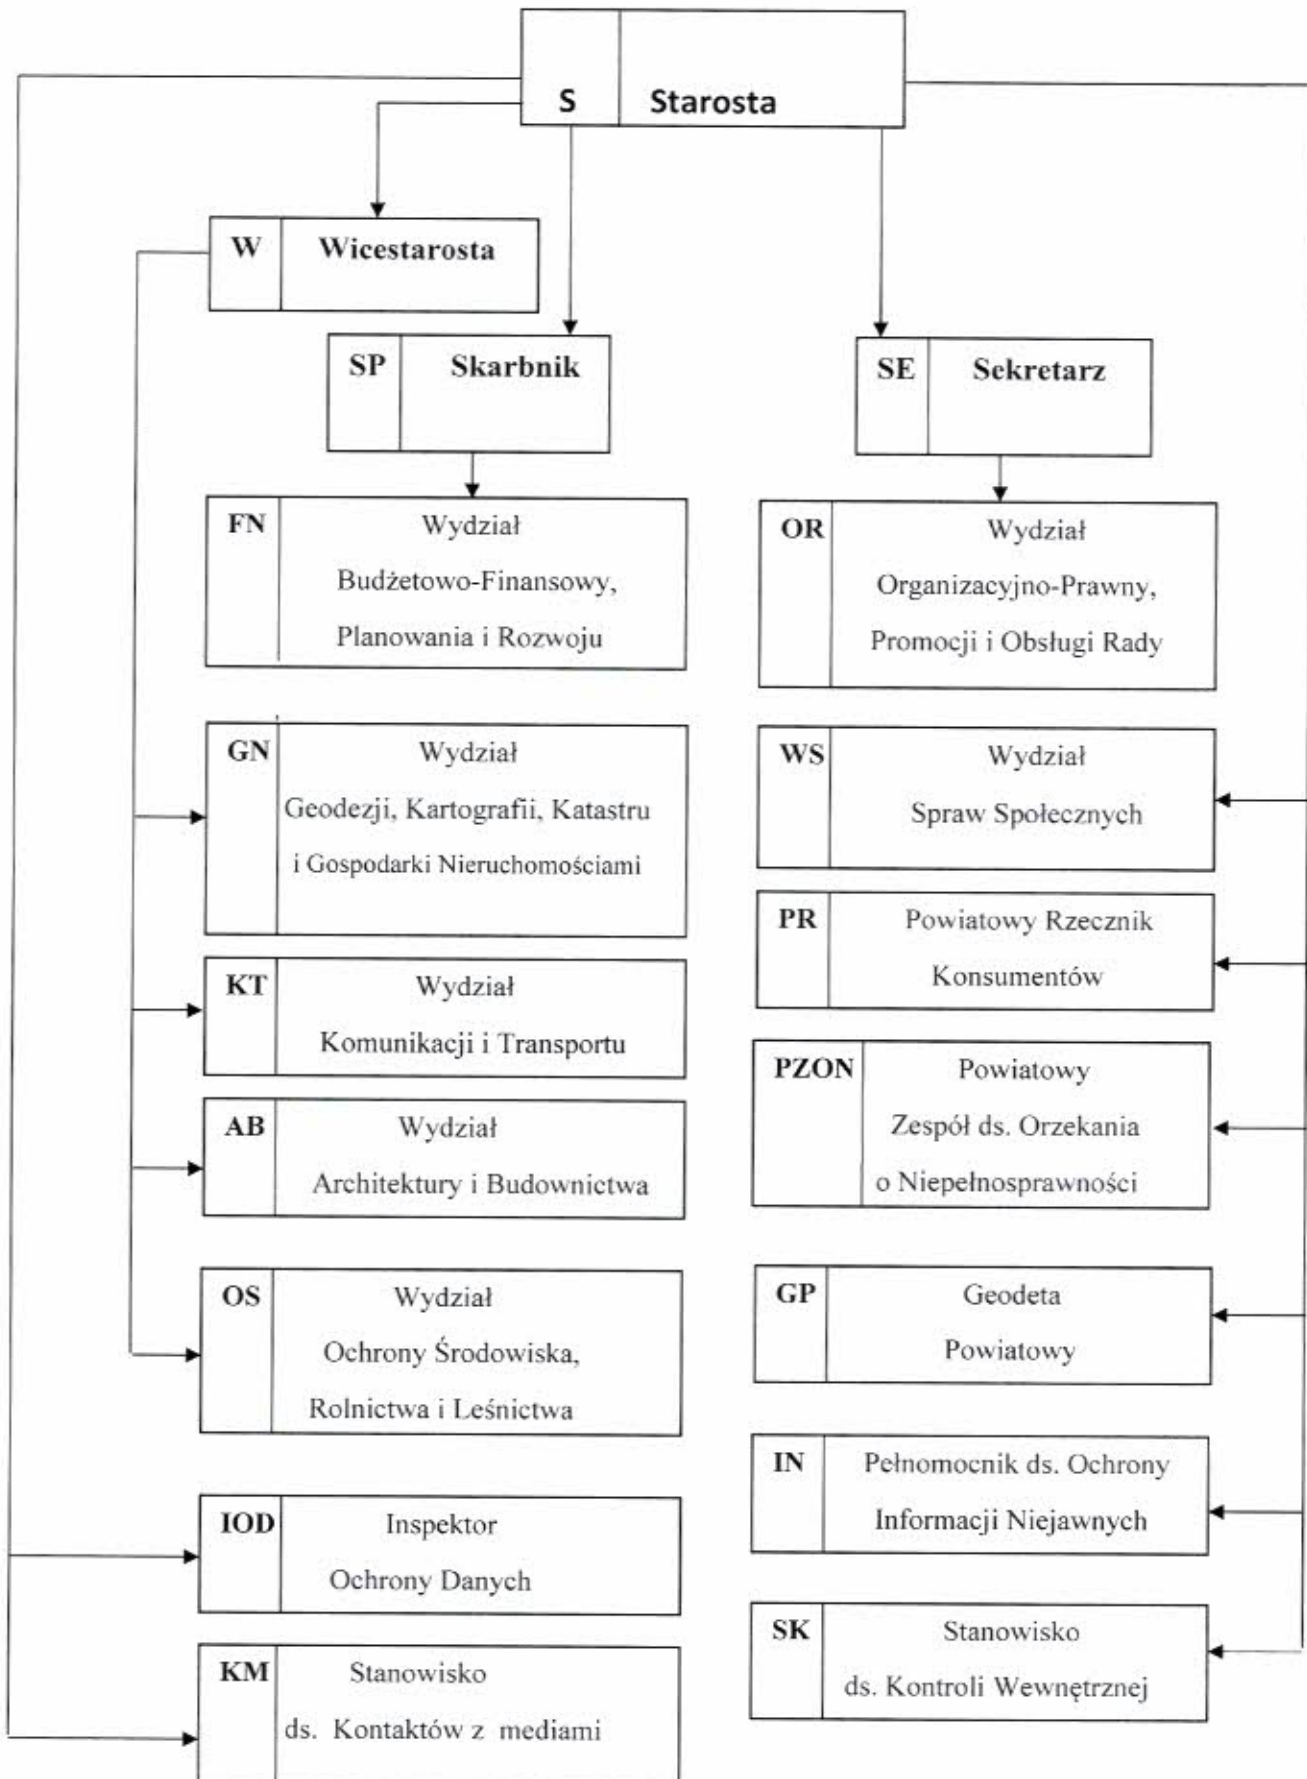 S Starosta
W Wicestarosta
SP Skarbnik
SE Sekretarz
FN Wydział
Budżetowo-Finansowy,
Planowania i Rozwoju
OR Wydział
Organizacyjno-Prawny,
Promocji i Obsługi Rady
GN Wydział
Geodezji, Kartografii, Katastru
i Gospodarki Nieruchomościami
WS Wydział
Spraw Społecznych
PR Powiatowy Rzecznik
Konsumentów
KT Wydział
Komunikacji i Transportu
PZON Powiatowy
Zespół ds. Orzekania
o Niepełnosprawności
AB Wydział
Architektury i Budownictwa
OS Wydział
Ochrony Środowiska,
Rolnictwa i Leśnictwa
GP Geodeta
Powiatowy
IN Pełnomocnik ds. Ochrony
Informacji Niejawnych
IOD Inspektor
Ochrony Danych
SK Stanowisko
ds. Kontroli Wewnętrznej
KM Stanowisko
ds. Kontaktów z mediami